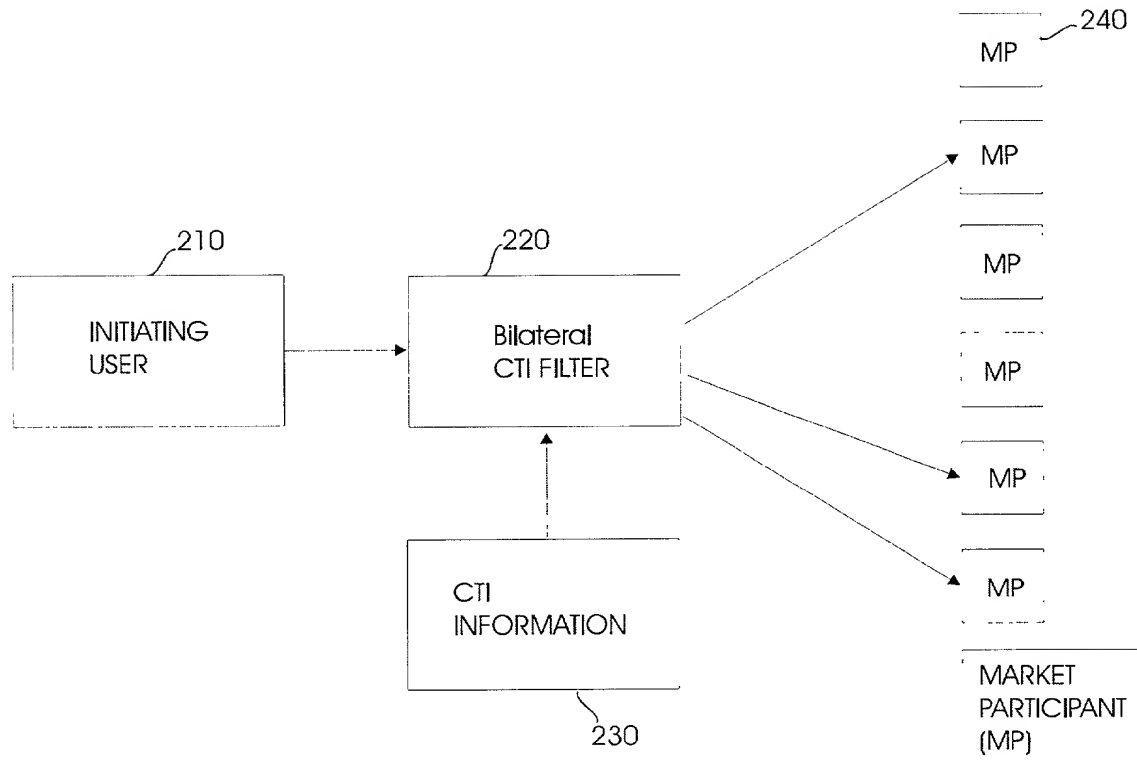 240
MP
MP
210
220
MP
INITIATING
USER
Bilateral
CTI FILTER
MP
MP
CTI
INFORMATION
MP
230
MARKET
PARTICIPANT
(MP)